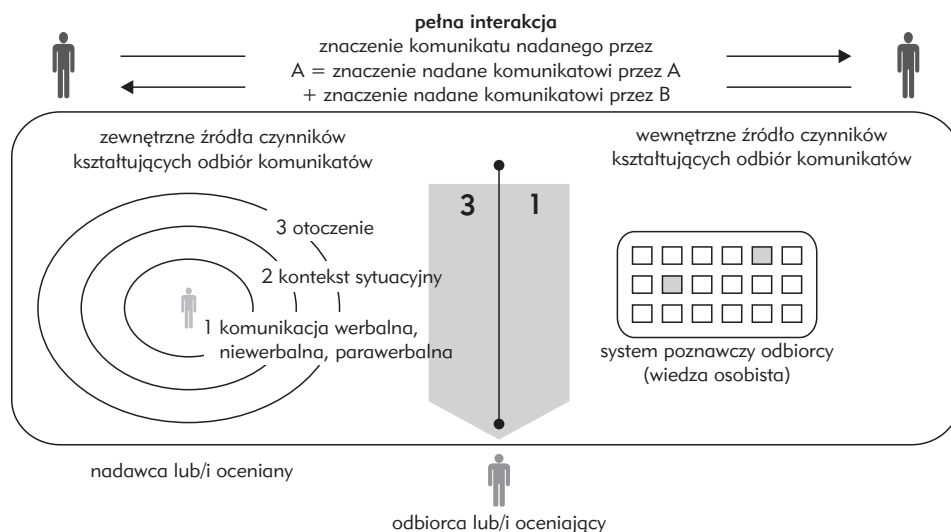 pełna interakcja
znaczenie komunikatu nadanego przez
A = znaczenie nadane komunikatowi przez A
+ znaczenie nadane komunikatowi przez B
zewnętrzne źródła czynników
kształtujących odbiór komunikatów
wewnętrzne źródło czynników
kształtujących odbiór komunikatów
3 1
3 otoczenie
2 kontekst sytuacyjny
1 komunikacja werbalna,
niewerbalna, parawerbalna
system poznawczy odbiorcy
(wiedza osobista)
nadawca lub/i oceniany
odbiorca lub/i oceniający